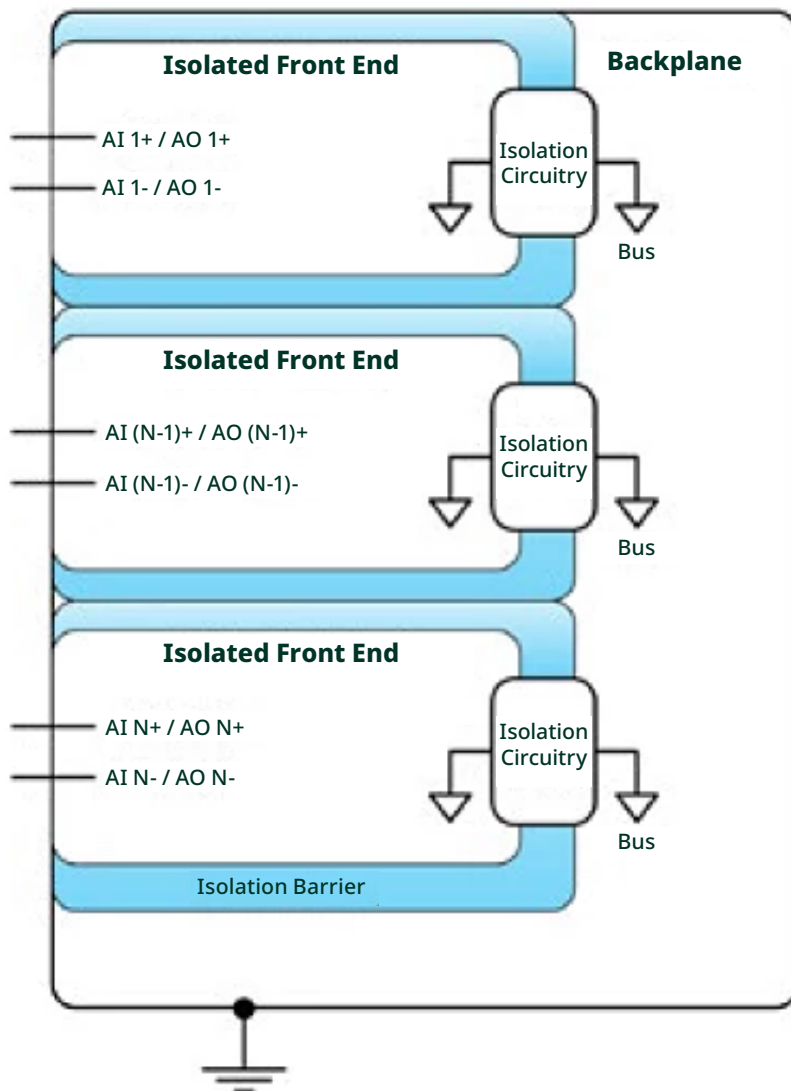 Isolated Front End
Backplane
AI 1+ / AO 1+
AI 1- / AO 1-
Isolation
Circuitry
Bus
Isolated Front End
AI (N-1)+ / AO (N-1)+
AI (N-1)- / AO (N-1)-
Isolation
Circuitry
Bus
Isolated Front End
AI N+ / AO N+
AI N- / AO N-
Isolation
Circuitry
Bus
Isolation Barrier